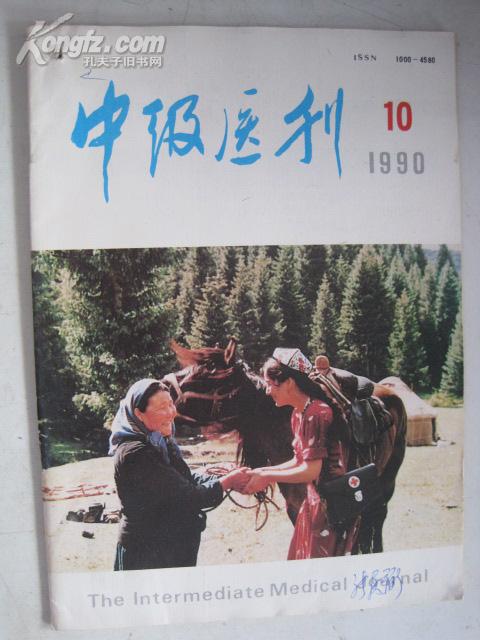 Kongfz.com
孔夫子旧书网
ISSN 1000-4580
中级医刊
10
1990
The Intermediate Medical Journal